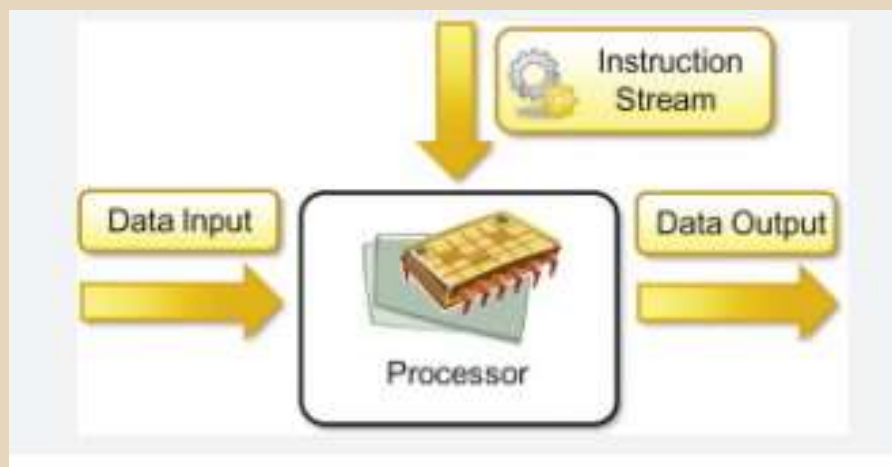 Instruction
Stream
Data Input
Data Output
Processor